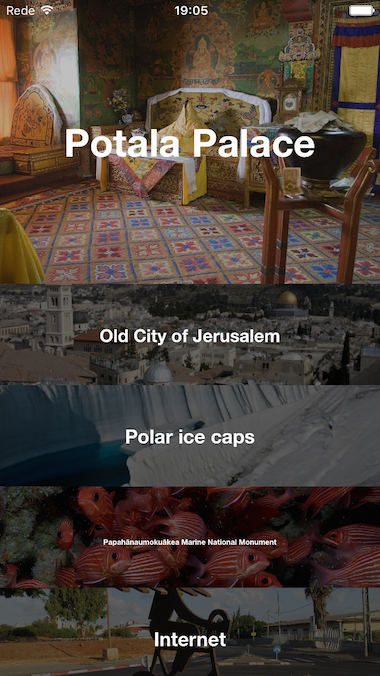 Rede 19:05
Potala Palace
Old City of Jerusalem
Polar ice caps
Papahānaumokuākea Marine National Monument
Internet